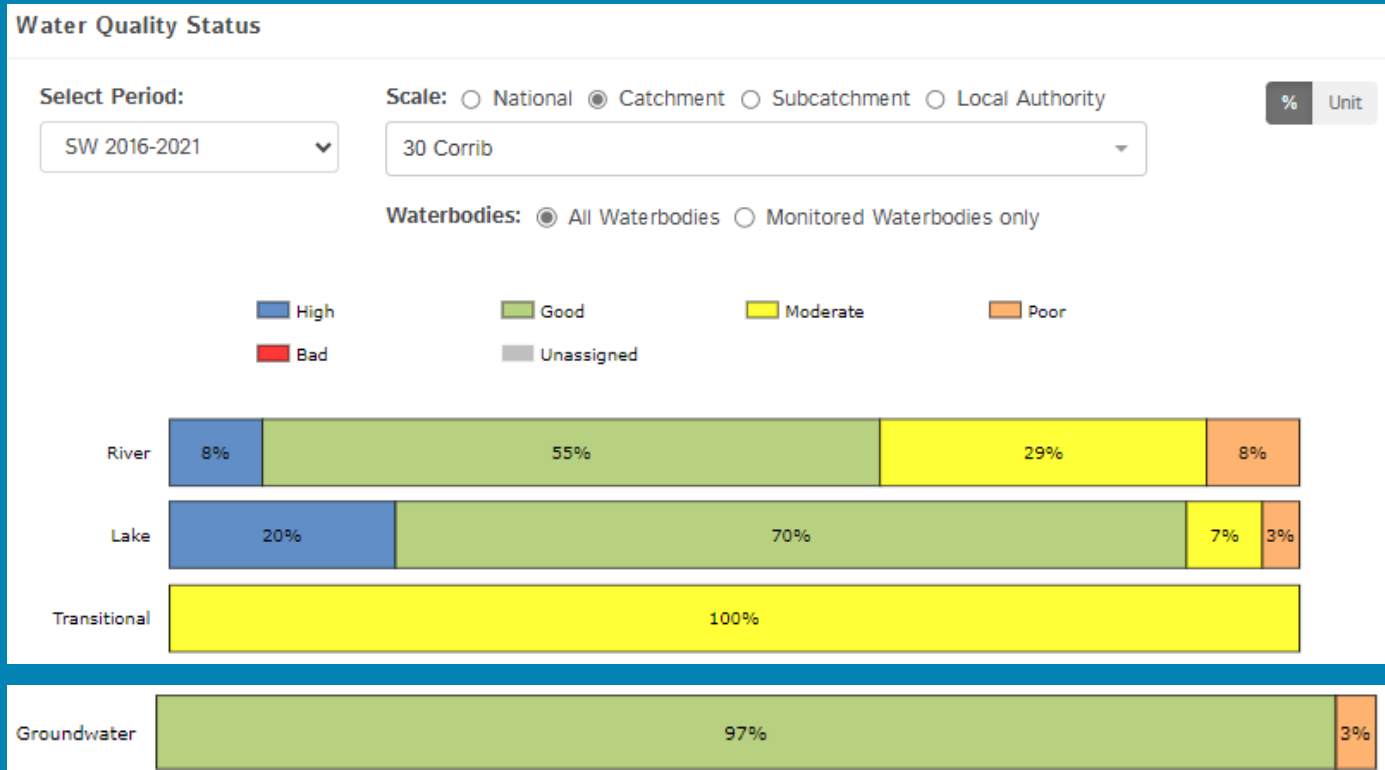 Water Quality Status
Select Period:
Scale: National Catchment Subcatchment Local Authority
% Unit
SW 2016-2021
30 Corrib
Waterbodies: All Waterbodies Monitored Waterbodies only
High Good Moderate Poor
Bad Unassigned
River 8% 55% 29% 8%
Lake 20% 70% 7% 3%
Transitional 100%
Groundwater 97% 3%